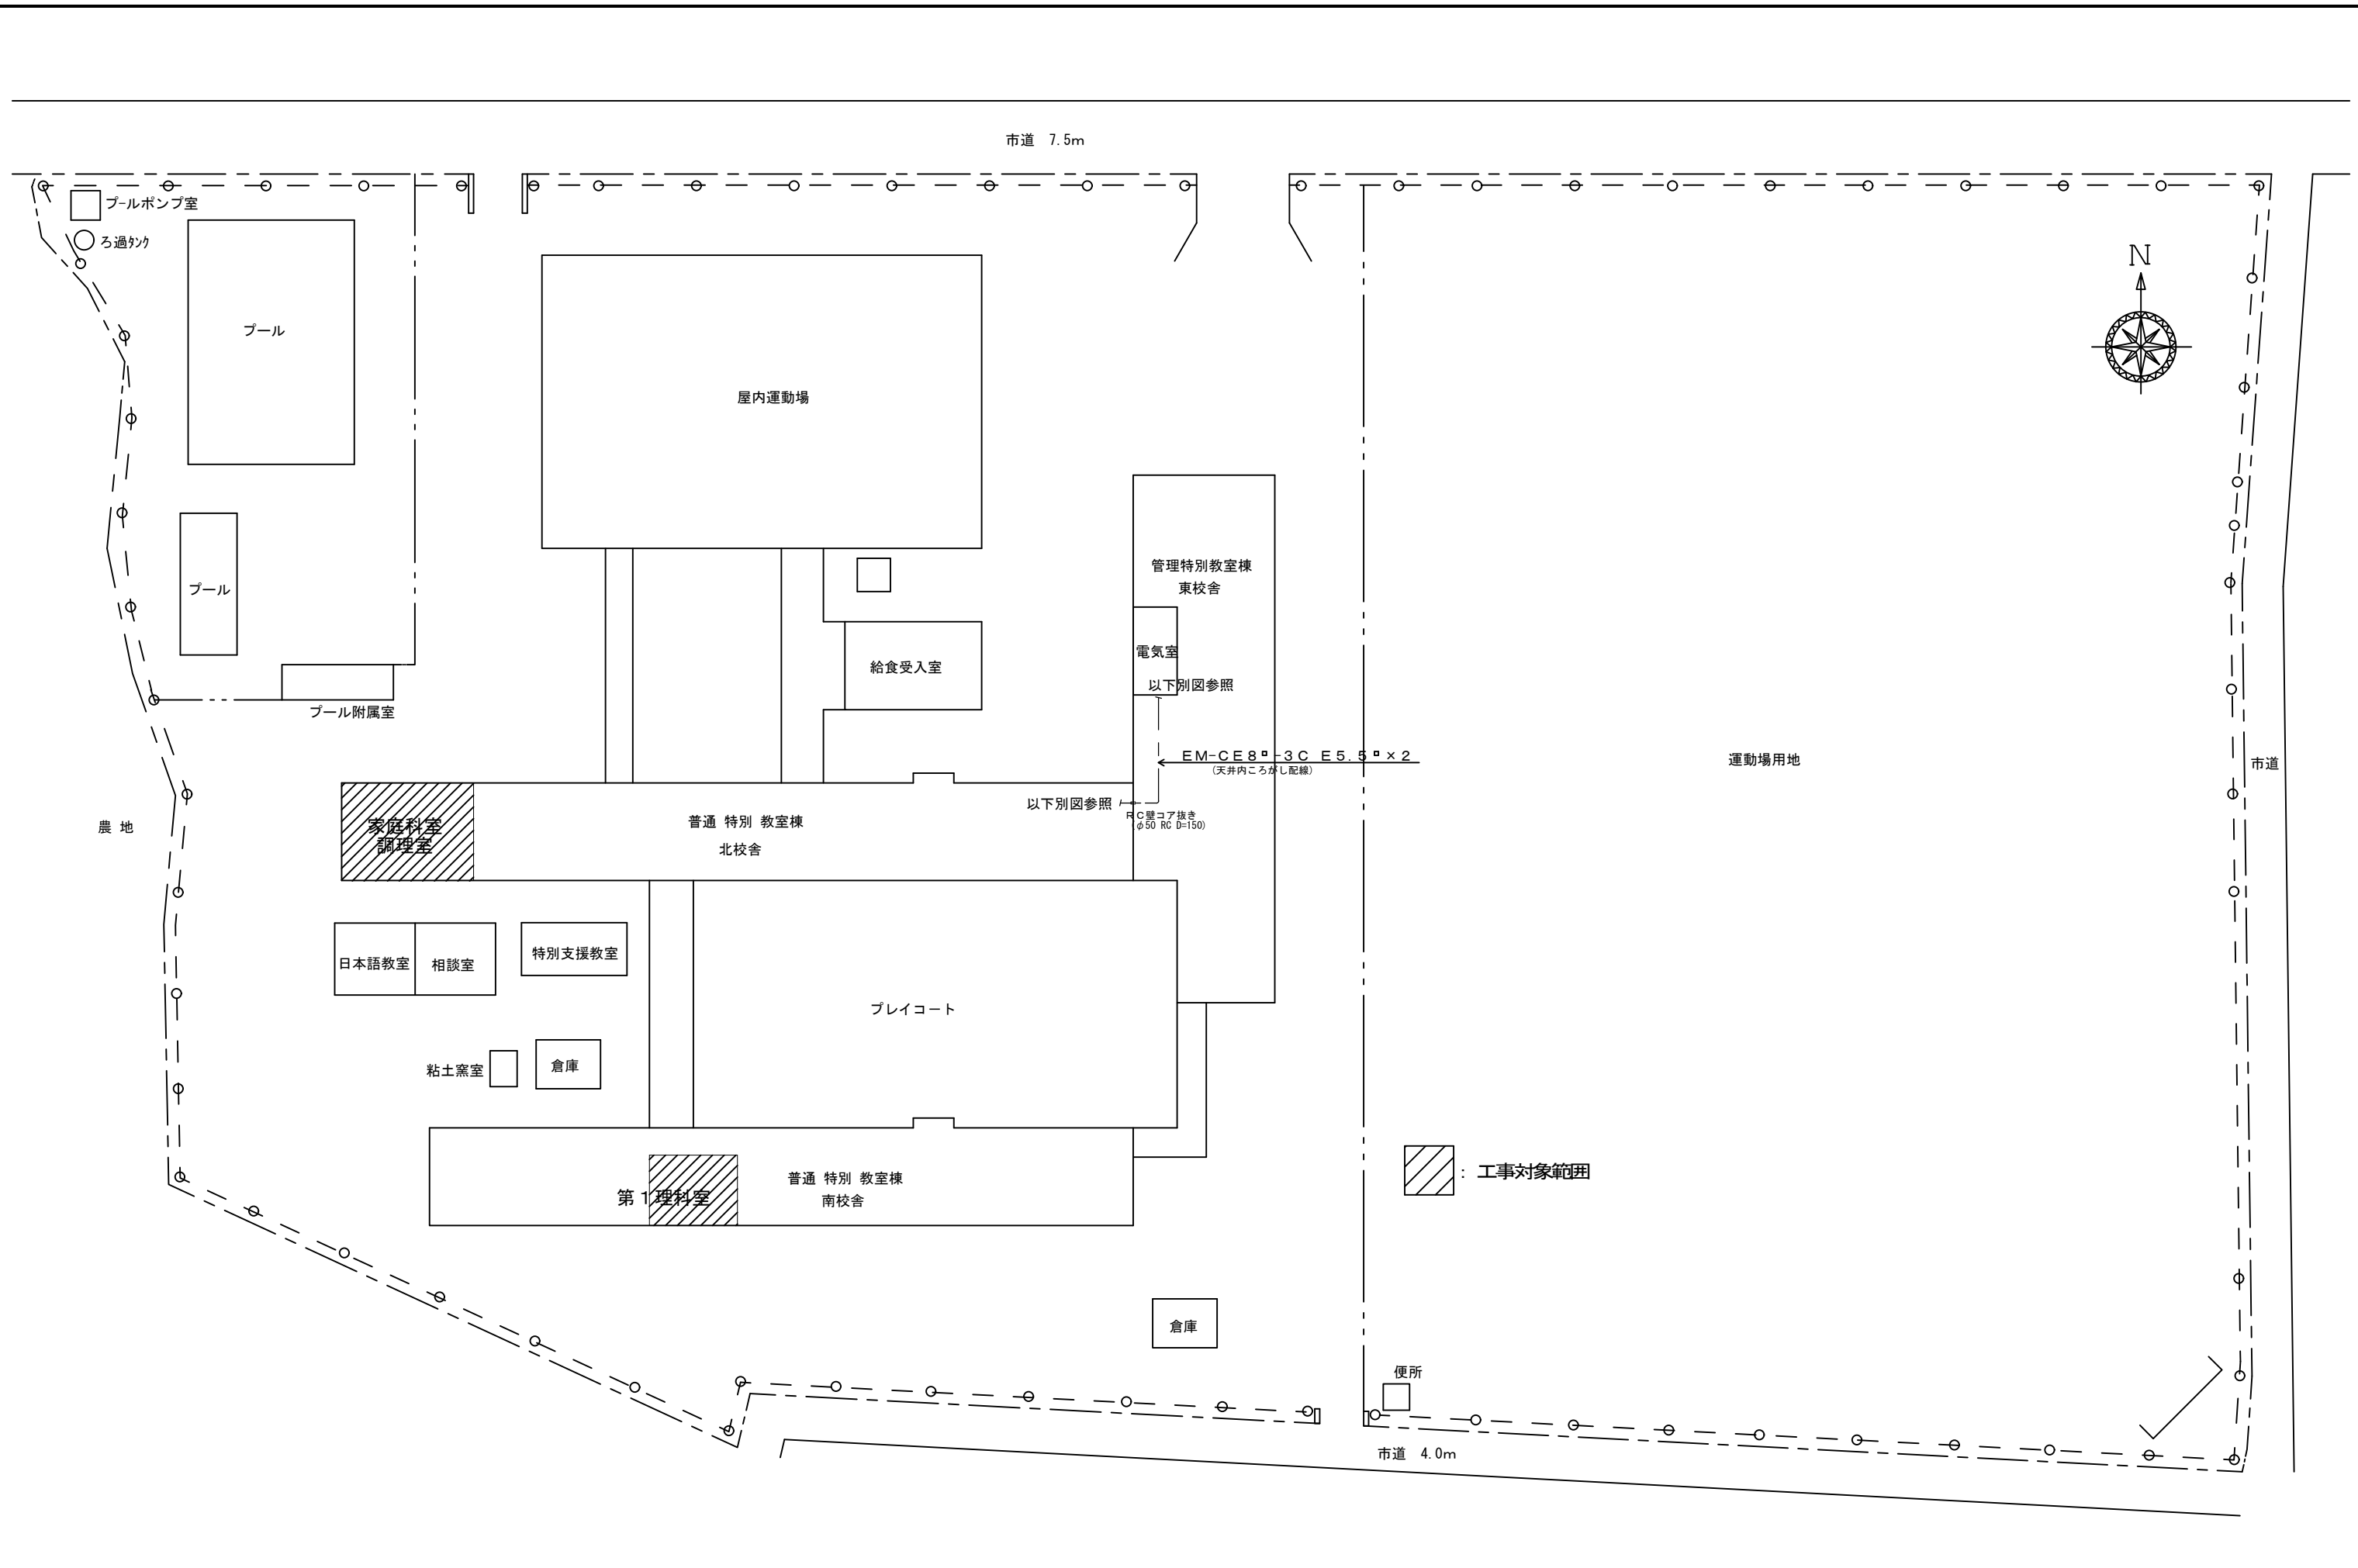 市道 7.5m
プールポンプ室
ろ過タンク
N
プール
屋内運動場
管理特別教室棟
東校舎
プール
電気室
給食受入室
以下別図参照
プール附属室
EM-CE8□-3C E5.5□×2
(天井内ころがし配線)
運動場用地
市道
以下別図参照
RC壁コア抜き
(φ50 RC D=150)
農 地
家庭科室
調理室
普通 特別 教室棟
北校舎
日本語教室
相談室
特別支援教室
プレイコート
粘土窯室
倉庫
: 工事対象範囲
第1理科室
普通 特別 教室棟
南校舎
倉庫
便所
市道 4.0m